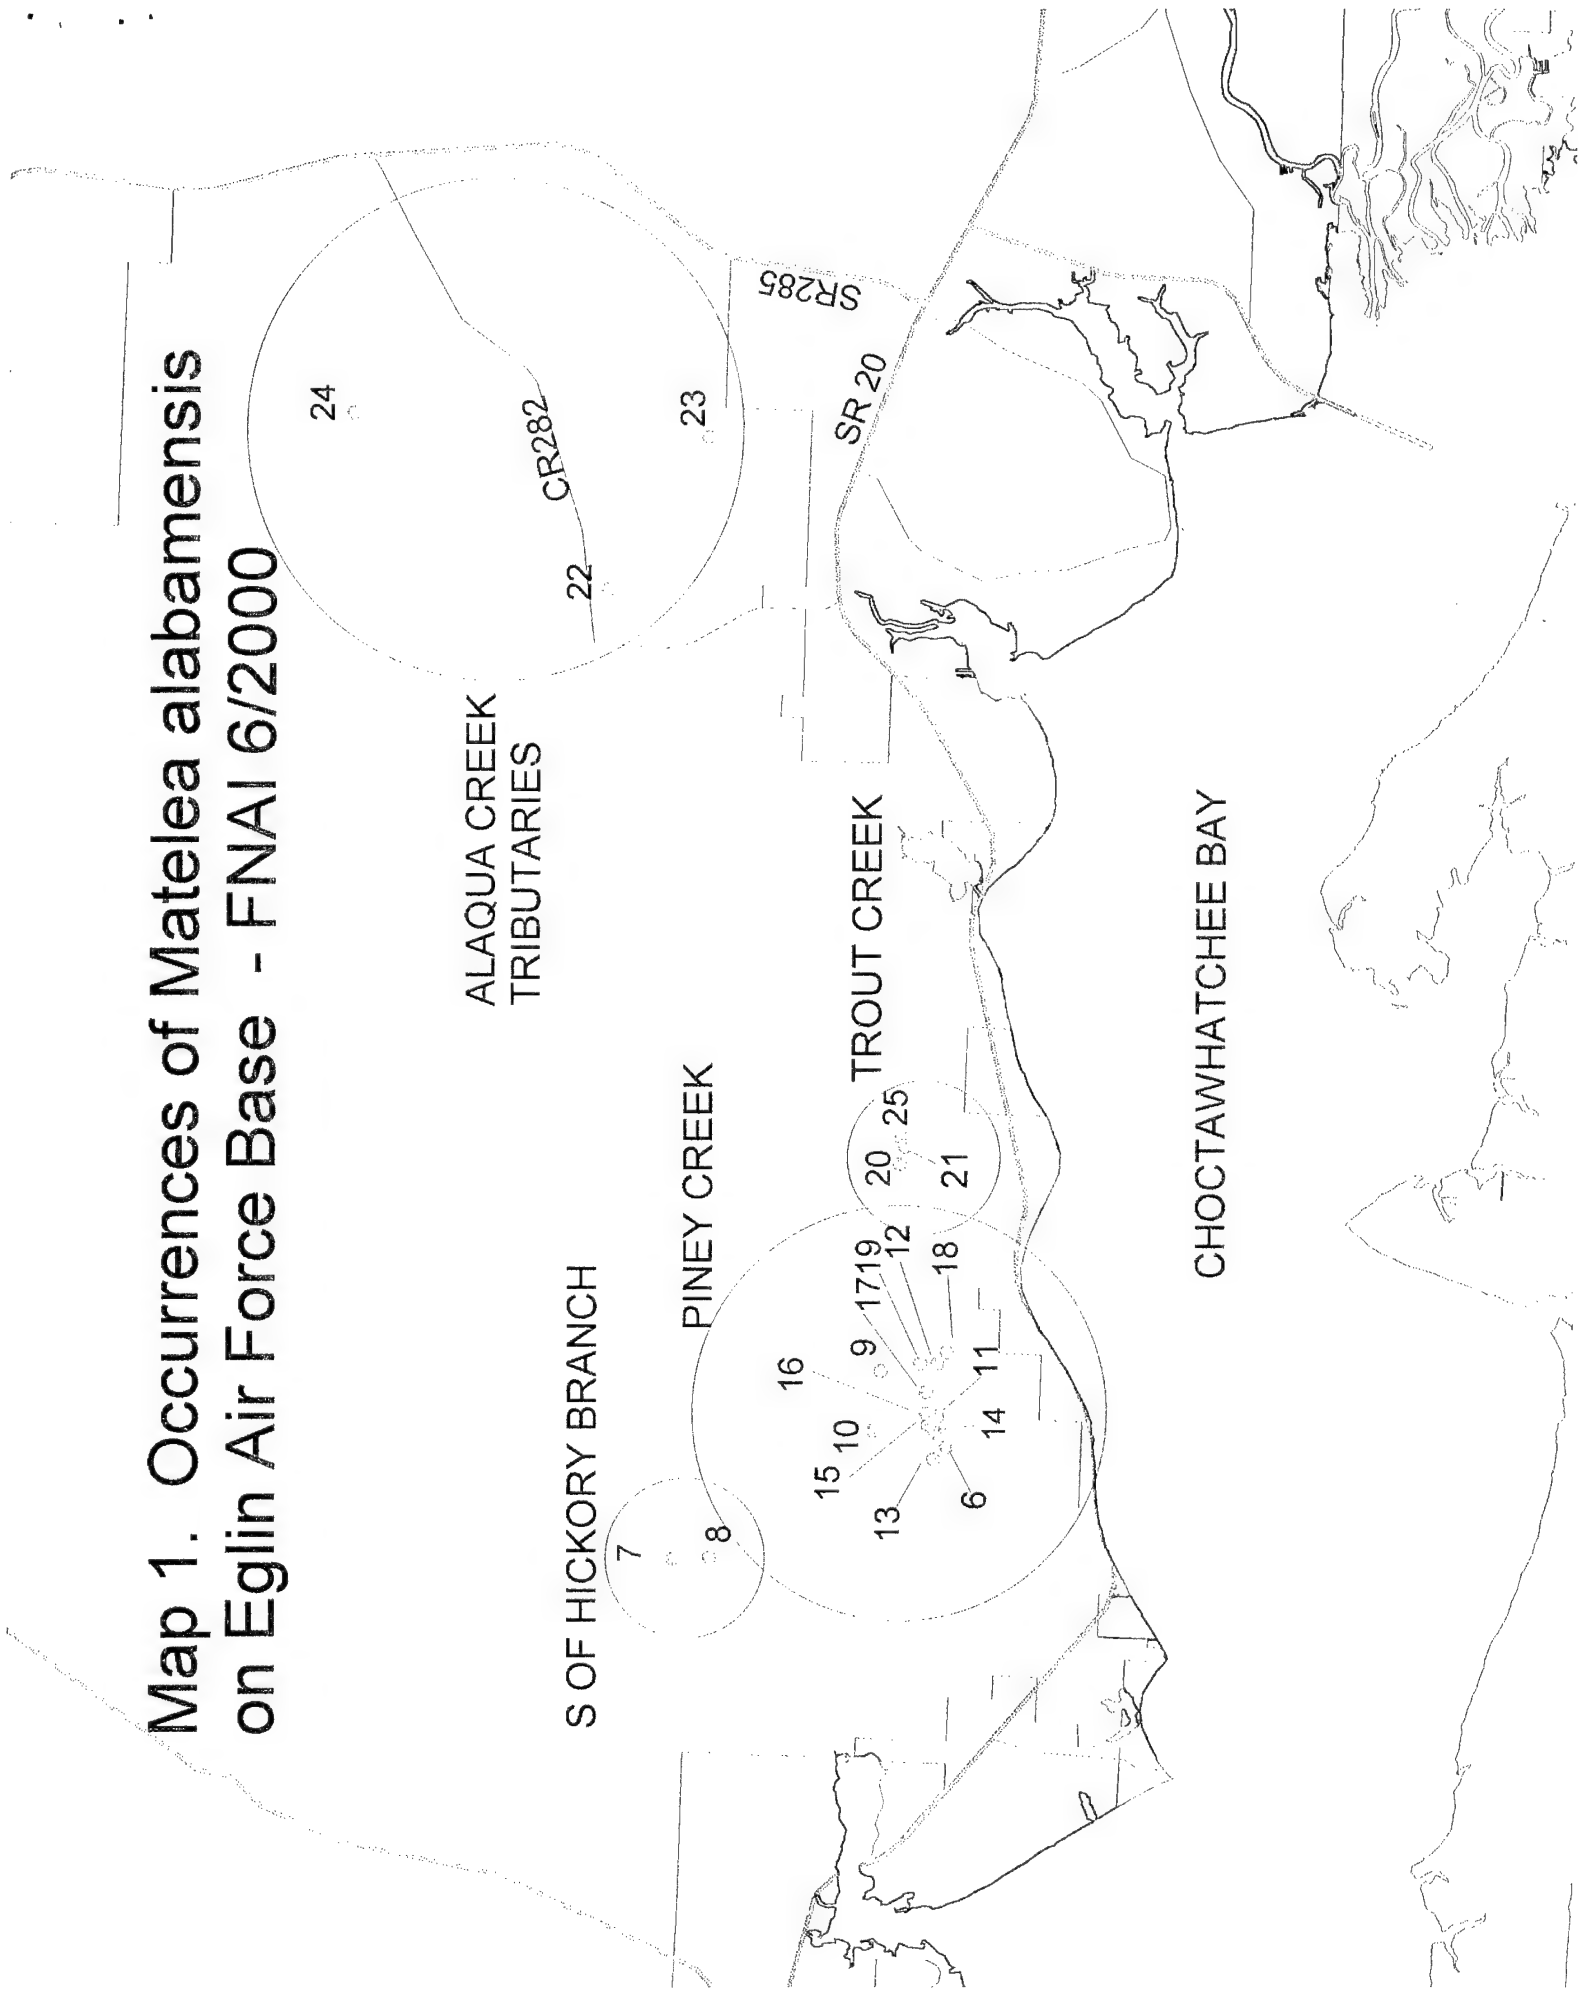 Map 1. Occurrences of Matelea alabamensis
on Eglin Air Force Base - FNAI 6/2000
24
CR282
22
23
SR285
SR 20
ALAQUA CREEK
TRIBUTARIES
S OF HICKORY BRANCH
7
8
PINEY CREEK
16
15
10
9
17
19
12
18
13
6
14
11
TROUT CREEK
20
25
21
CHOCTAWHATCHEE BAY